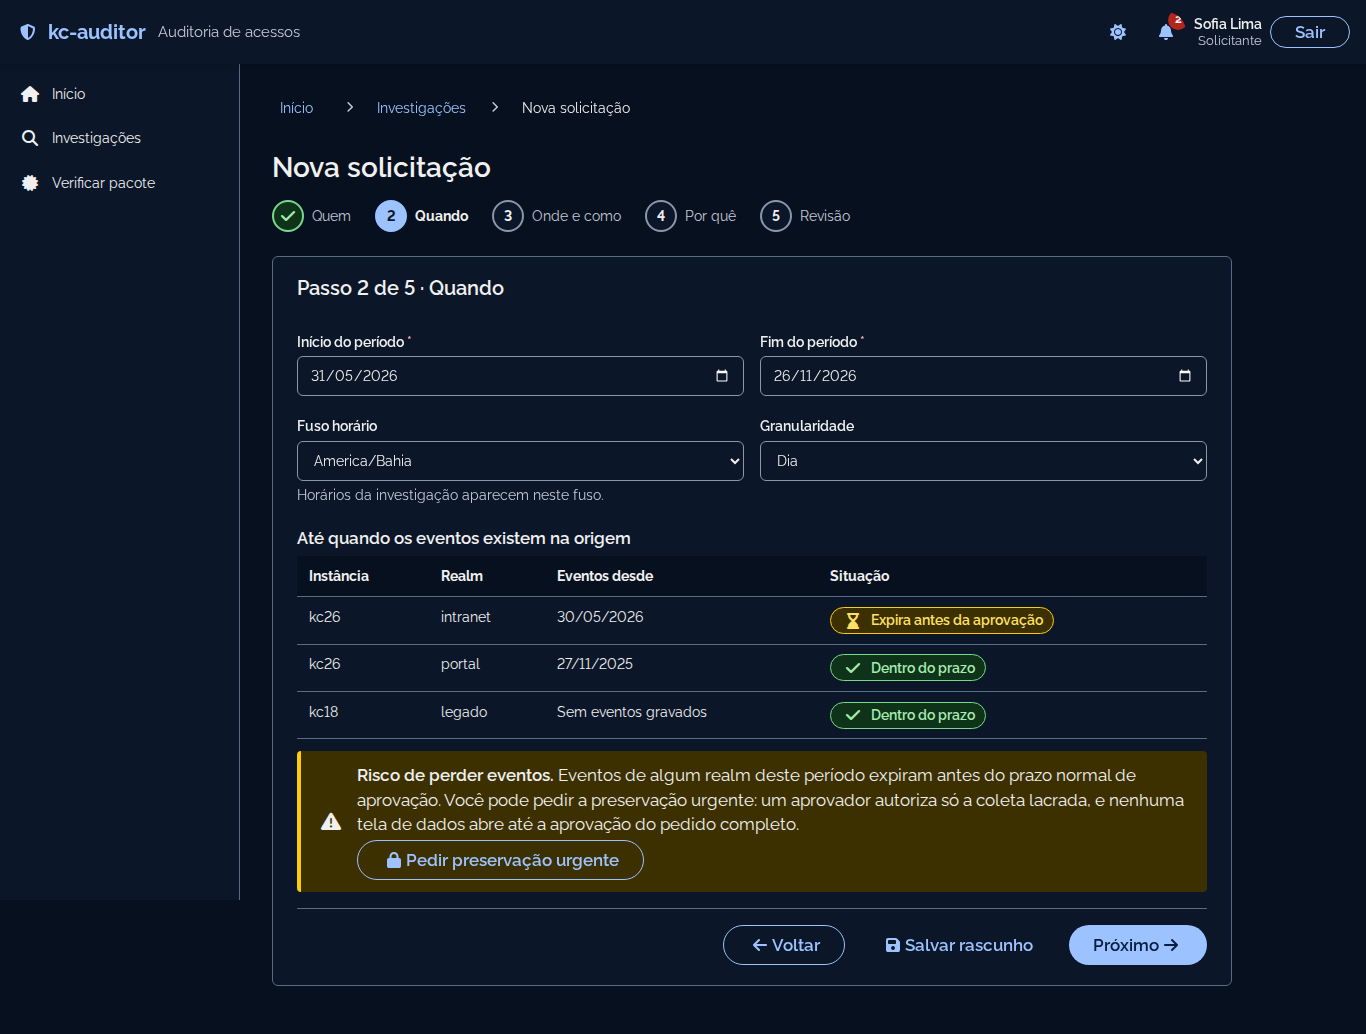 kc-auditor Auditoria de acessos
2
Sofia Lima
Solicitante
Sair
Início
Investigações
Verificar pacote
Início Investigações Nova solicitação
Nova solicitação
Quem 2 Quando 3 Onde e como 4 Por quê 5 Revisão
Passo 2 de 5 · Quando
Início do período * Fim do período *
31/05/2026 26/11/2026
Fuso horário Granularidade
America/Bahia Dia
Horários da investigação aparecem neste fuso.
Até quando os eventos existem na origem
Instância Realm Eventos desde Situação
kc26 intranet 30/05/2026 Expira antes da aprovação
kc26 portal 27/11/2025 Dentro do prazo
kc18 legado Sem eventos gravados Dentro do prazo
Risco de perder eventos. Eventos de algum realm deste período expiram antes do prazo normal de
aprovação. Você pode pedir a preservação urgente: um aprovador autoriza só a coleta lacrada, e nenhuma
tela de dados abre até a aprovação do pedido completo.
Pedir preservação urgente
Voltar Salvar rascunho Próximo